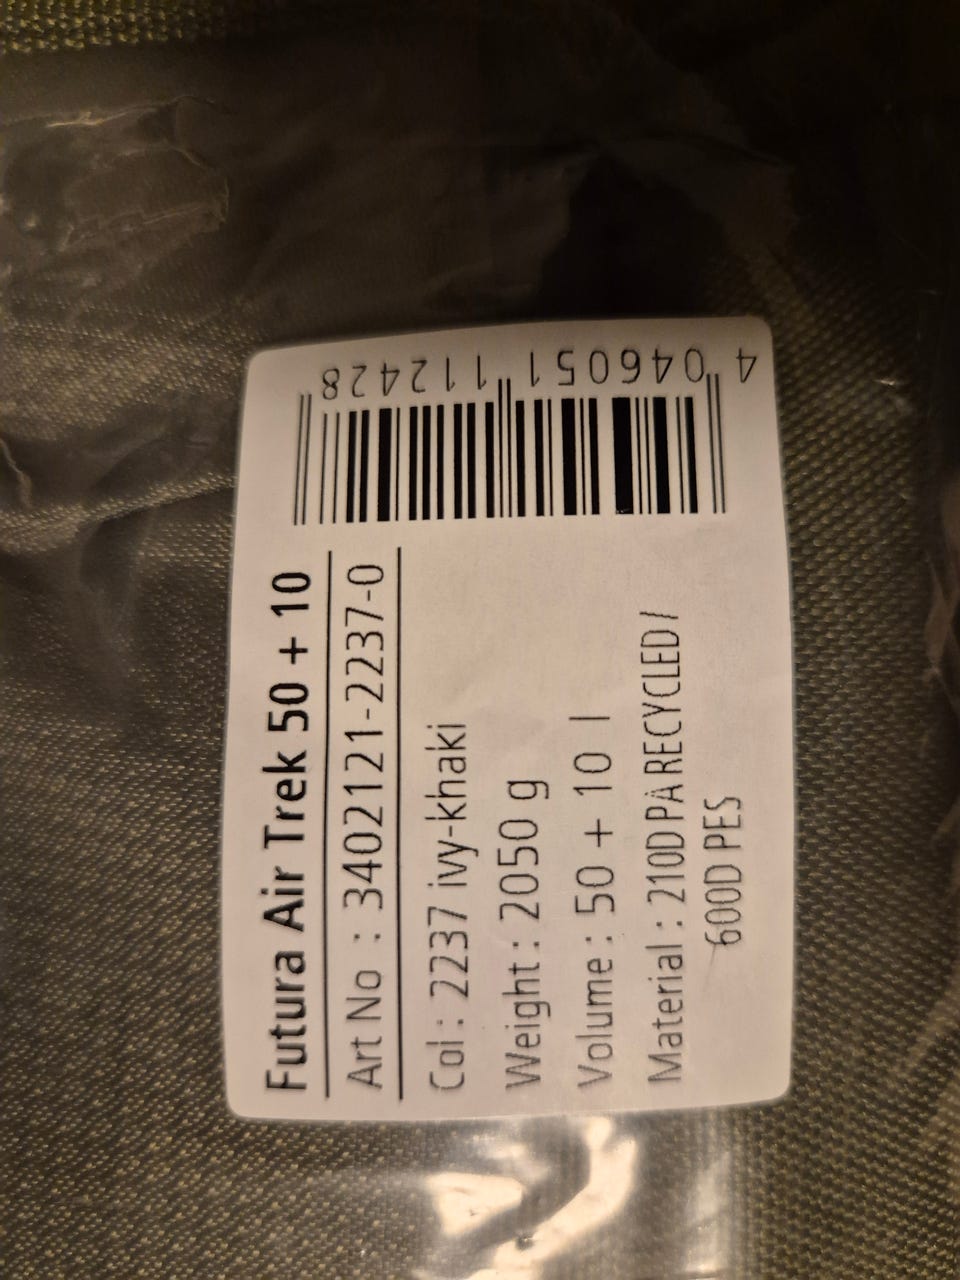 Futura Air Trek 50 + 10
Art No : 3402121-2237-0
Col : 2237 ivy-khaki
Weight : 2050 g
Volume : 50 + 10 l
Material : 210D PA RECYCLED /
600D PES
4 046051 112428